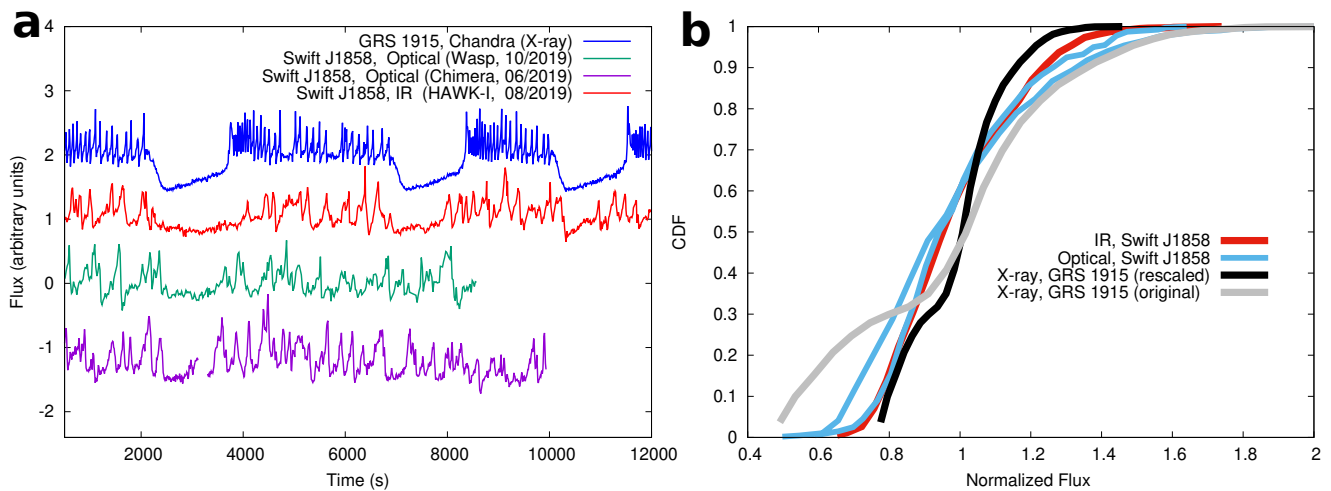 a
4
3
2
1
0
-1
-2
Flux (arbitrary units)
GRS 1915, Chandra (X-ray)
Swift J1858, Optical (Wasp, 10/2019)
Swift J1858, Optical (Chimera, 06/2019)
Swift J1858, IR (HAWK-I, 08/2019)
2000
4000
6000
8000
10000
12000
Time (s)
b
1
0.9
0.8
0.7
0.6
0.5
0.4
0.3
0.2
0.1
0
CDF
IR, Swift J1858
Optical, Swift J1858
X-ray, GRS 1915 (rescaled)
X-ray, GRS 1915 (original)
0.4
0.6
0.8
1
1.2
1.4
1.6
1.8
2
Normalized Flux